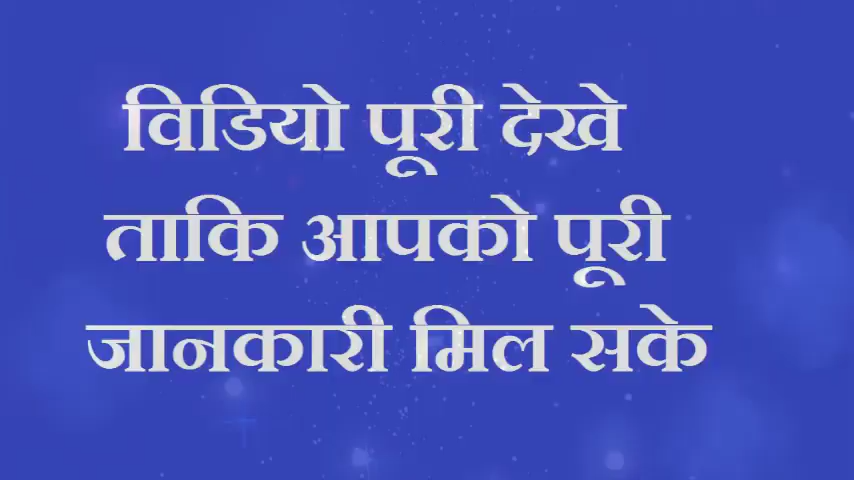 विडियो पूरी देखे
ताकि आपको पूरी
जानकारी मिल सके